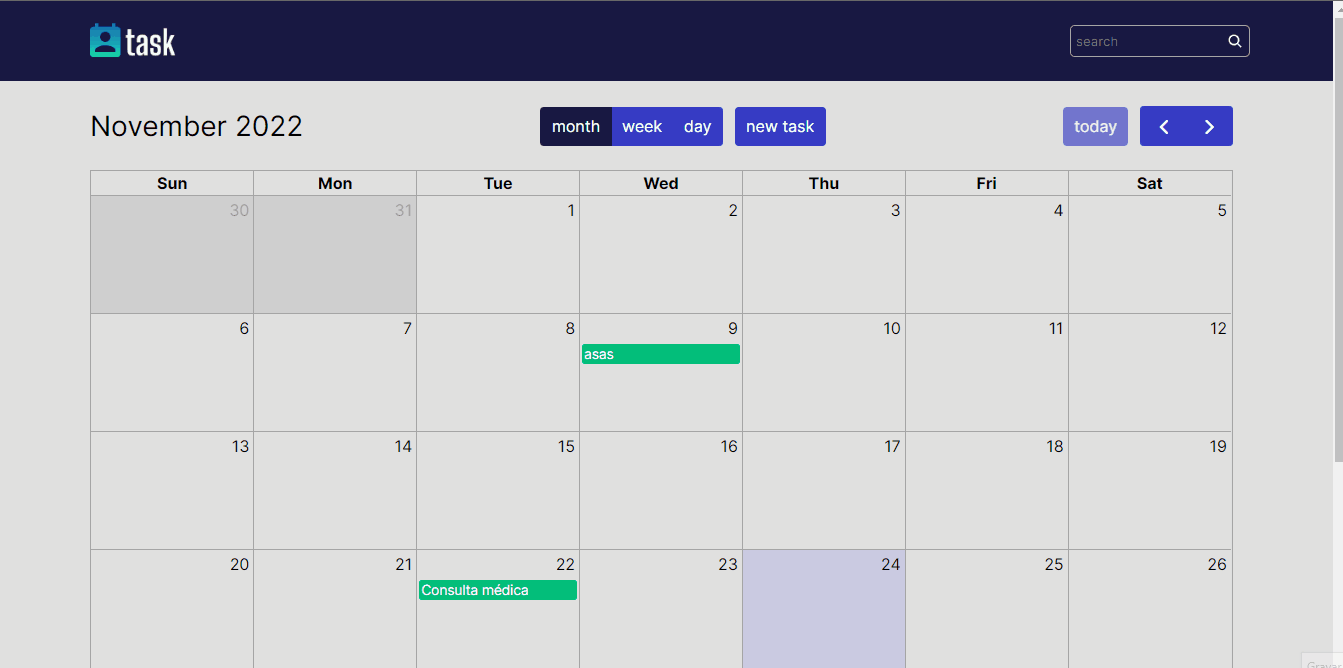 task
search
November 2022
month week day new task
today
Sun Mon Tue Wed Thu Fri Sat
30 31 1 2 3 4 5
6 7 8 9 10 11 12
asas
13 14 15 16 17 18 19
20 21 22 23 24 25 26
Consulta médica